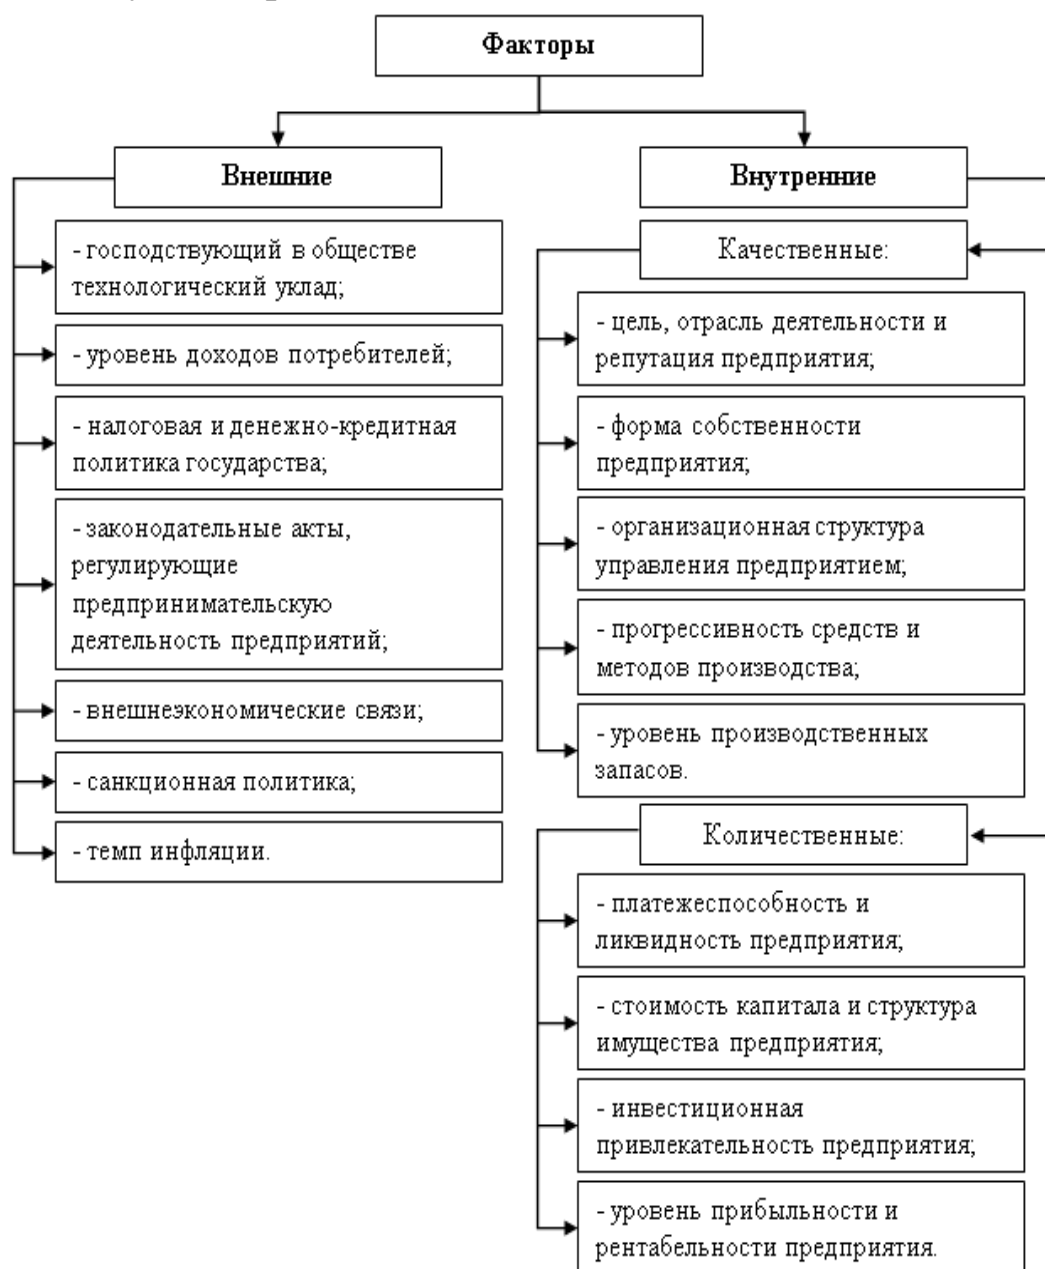 Факторы
Внешние
- господствующий в обществе
технологический уклад;
- уровень доходов потребителей;
- налоговая и денежно-кредитная
политика государства;
- законодательные акты,
регулирующие
предпринимательскую
деятельность предприятий;
- внешнеэкономические связи;
- санкционная политика;
- темп инфляции.
Внутренние
Качественные:
- цель, отрасль деятельности и
репутация предприятия;
- форма собственности
предприятия;
- организационная структура
управления предприятием;
- прогрессивность средств и
методов производства;
- уровень производственных
запасов.
Количественные:
- платежеспособность и
ликвидность предприятия;
- стоимость капитала и структура
имущества предприятия;
- инвестиционная
привлекательность предприятия;
- уровень прибыльности и
рентабельности предприятия.